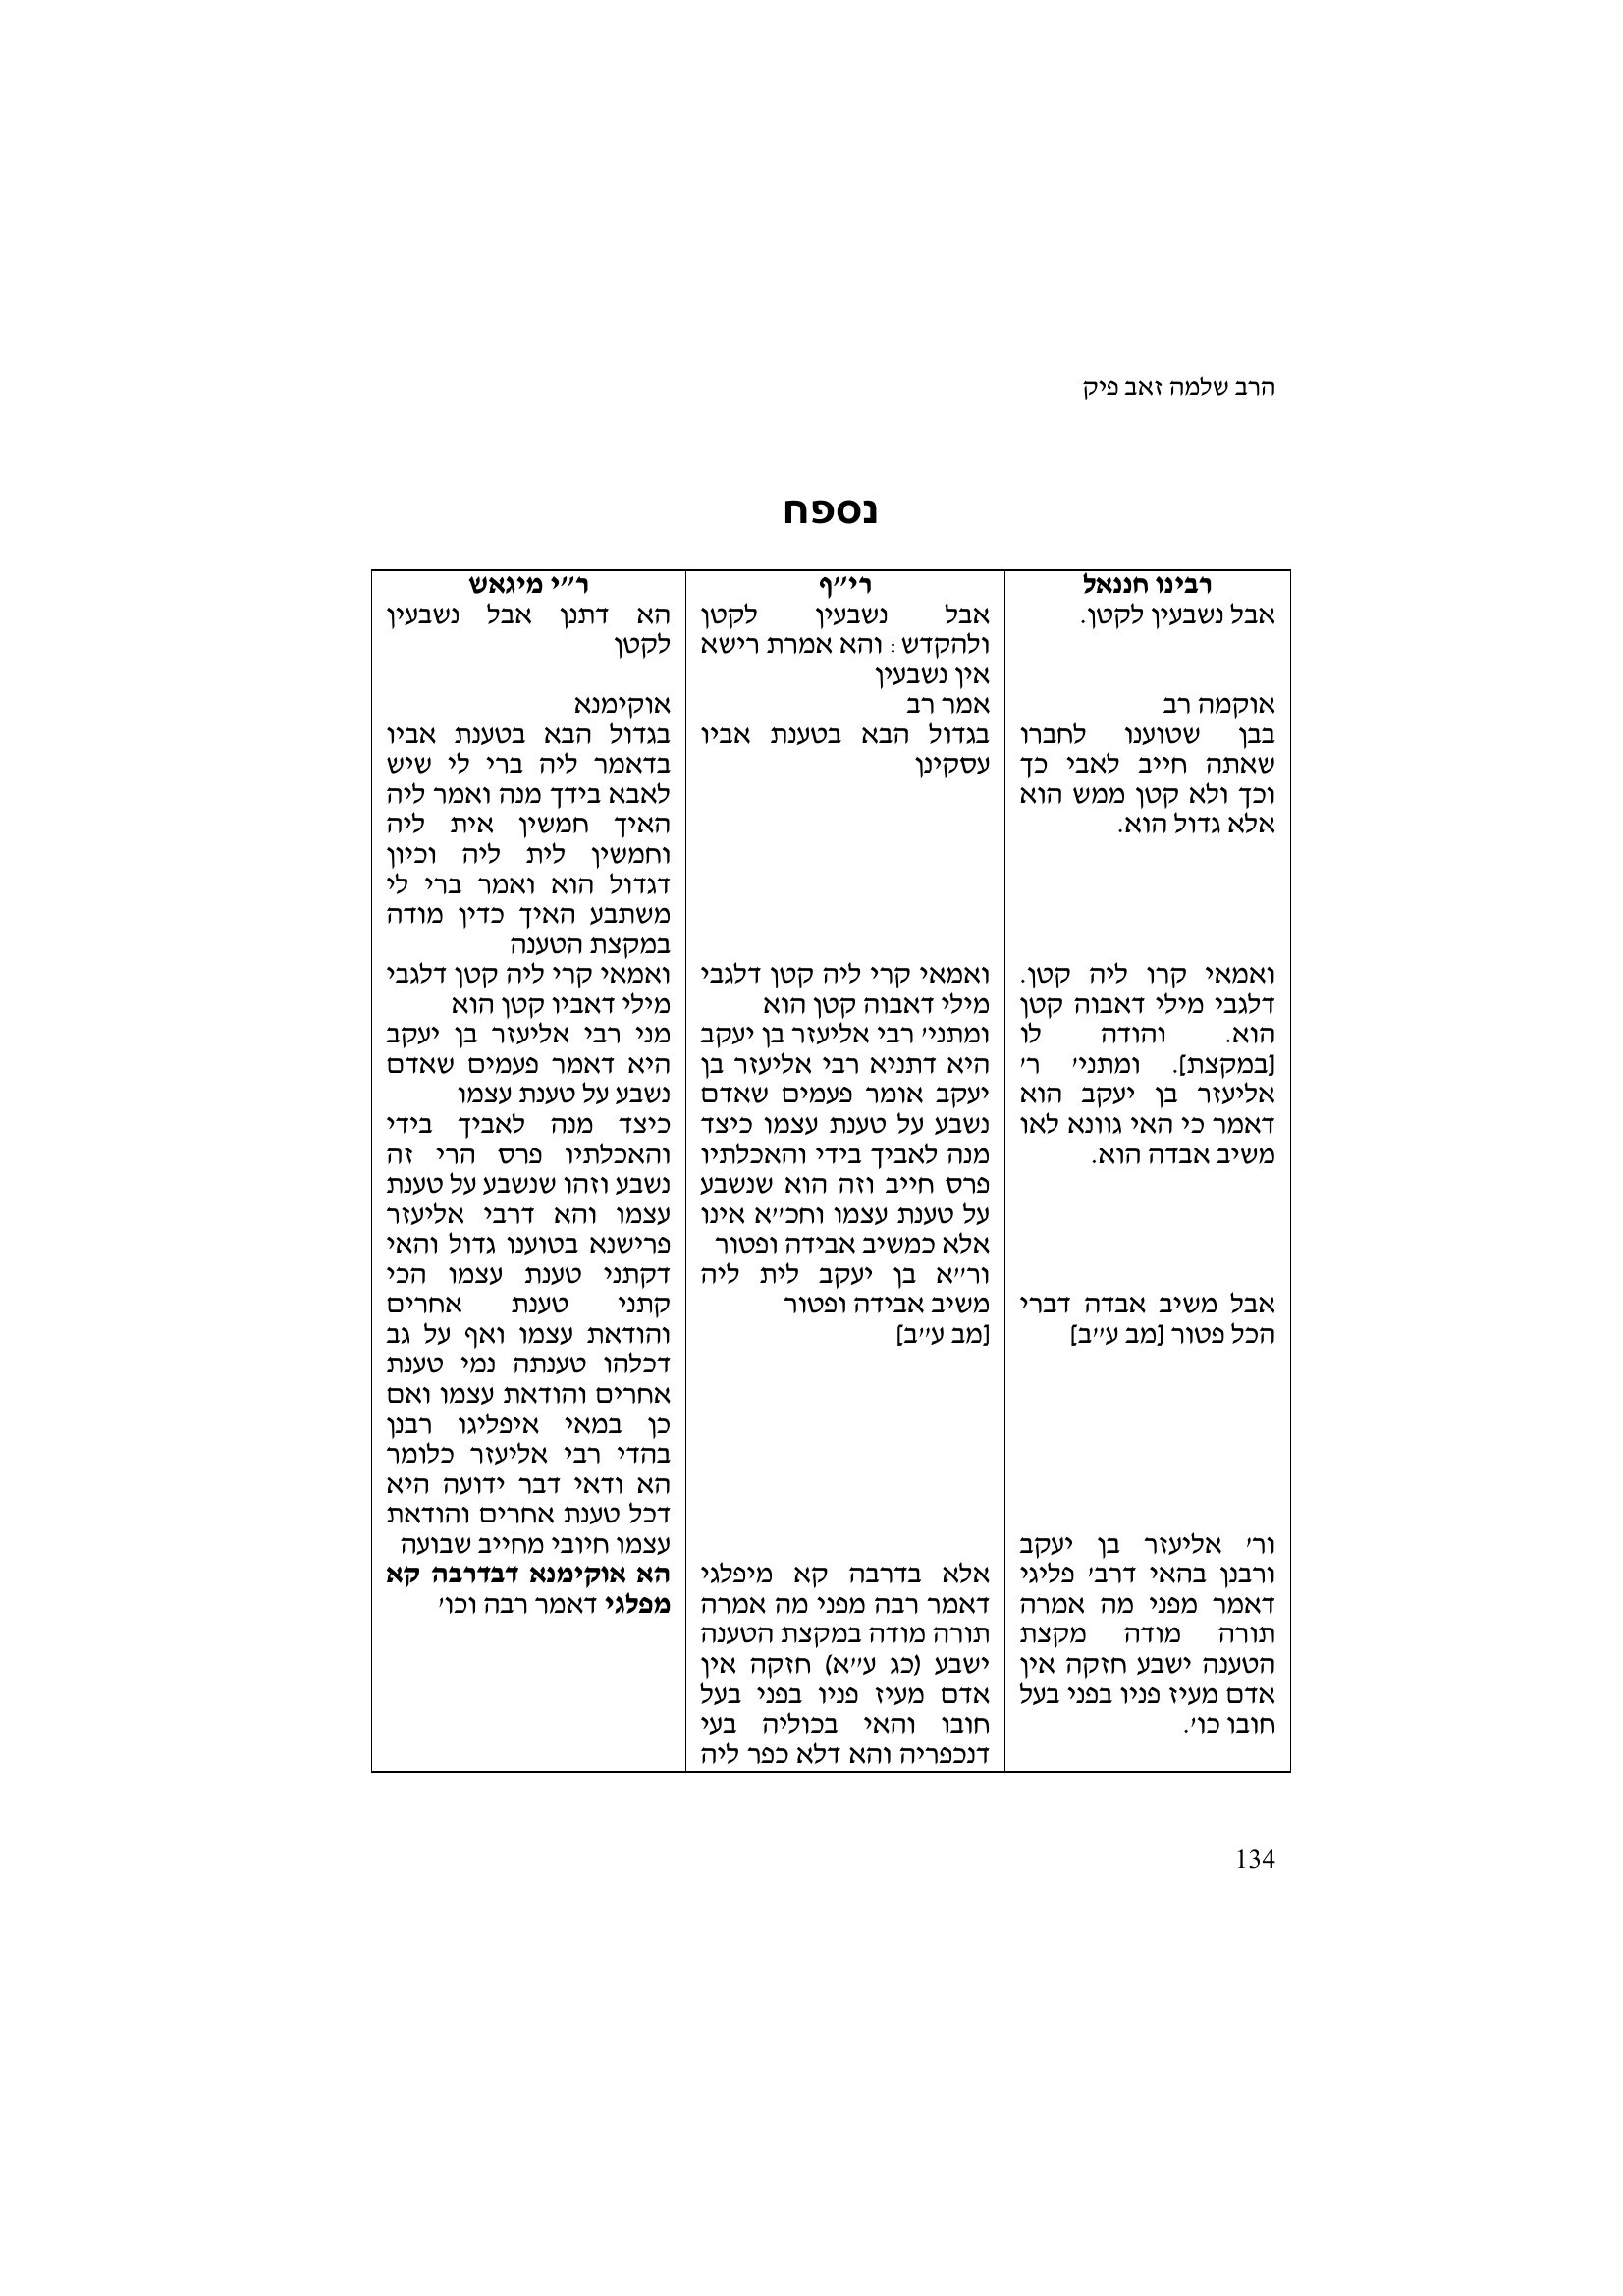 הרב שלמה זאב פיק
נספח
רבינו חננאל
אבל נשבעין לקטן.
אוקמה רב
בבן שטוענו לחברו
שאתה חייב לאבי כך
וכך ולא קטן ממש הוא
אלא גדול הוא.
ואמאי קרו ליה קטן.
דלגבי מילי דאבוה קטן
הוא. והודה לו
[במקצת]. ומתני׳ ר׳
אליעזר בן יעקב הוא
דאמר כי האי גוונא לאו
משיב אבדה הוא.
אבל משיב אבדה דברי
הכל פטור [מב ע״ב]
ור׳ אליעזר בן יעקב
ורבנן בהאי דרב׳ פליגי
דאמר מפני מה אמרה
תורה מודה מקצת
הטענה ישבע חזקה אין
אדם מעיז פניו בפני בעל
חובו כו׳.
רי״ף
אבל נשבעין לקטן
ולהקדש: והא אמרת רישא
אין נשבעין
אמר רב
בגדול הבא בטענת אביו
עסקינן
ואמאי קרי ליה קטן דלגבי
מילי דאבוה קטן הוא
ומתני׳ רבי אליעזר בן יעקב
היא דתניא רבי אליעזר בן
יעקב אומר פעמים שאדם
נשבע על טענת עצמו כיצד
מנה לאביך בידי והאכלתיו
פרס חייב וזה הוא שנשבע
על טענת עצמו וחכ״א אינו
אלא כמשיב אבידה ופטור
ור״א בן יעקב לית ליה
משיב אבידה ופטור
[מב ע״ב]
אלא בדרבה קא מיפלגי
דאמר רבה מפני מה אמרה
תורה מודה במקצת הטענה
ישבע (כג ע״א) חזקה אין
אדם מעיז פניו בפני בעל
חובו והאי בכוליה בעי
דנכפריה והא דלא כפר ליה
ר״י מיגאש
הא דתנן אבל נשבעין
לקטן
אוקימנא
בגדול הבא בטענת אביו
בדאמר ליה ברי לי שיש
לאבא בידך מנה ואמר ליה
האיך חמשין אית ליה
וחמשין לית ליה וכיון
דגדול הוא ואמר ברי לי
משתבע האיך כדין מודה
במקצת הטענה
ואמאי קרי ליה קטן דלגבי
מילי דאביו קטן הוא
מני רבי אליעזר בן יעקב
היא דאמר פעמים שאדם
נשבע על טענת עצמו
כיצד מנה לאביך בידי
והאכלתיו פרס הרי זה
נשבע וזהו שנשבע על טענת
עצמו והא דרבי אליעזר
פרישנא בטוענו גדול והאי
דקתני טענת עצמו הכי
קתני טענת אחרים
והודאת עצמו ואף על גב
דכלהו טענתה נמי טענת
אחרים והודאת עצמו ואם
כן במאי איפליגו רבנן
בהדי רבי אליעזר כלומר
הא ודאי דבר ידועה היא
דכל טענת אחרים והודאת
עצמו חיובי מחייב שבועה
הא אוקימנא דבדרבה קא
מפלגי דאמר רבה וכו׳
134